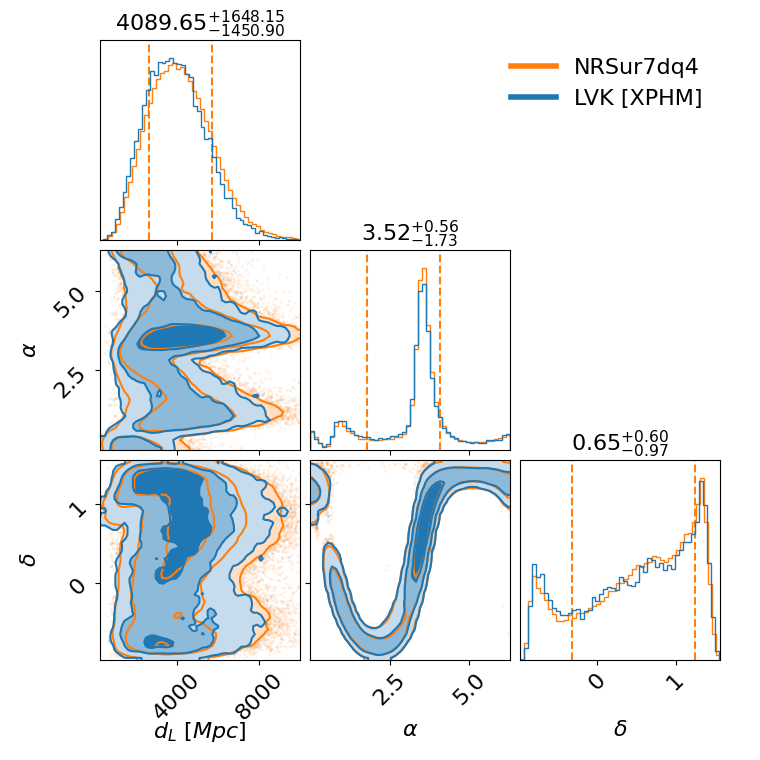 4089.65+1648.15−1450.90
NRSur7dq4
LVK [XPHM]
3.52+0.56−1.73
5.0
2.5
α
0.65+0.60−0.97
1
0
δ
4000
8000
2.5
5.0
0
1
d_L [Mpc]
α
δ